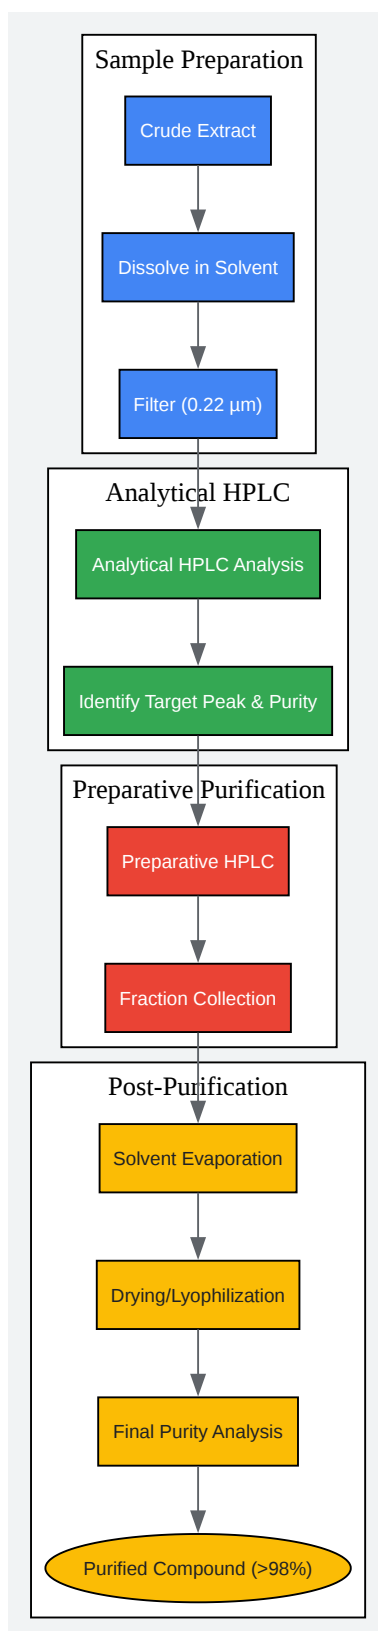 Sample Preparation
Crude Extract
Dissolve in Solvent
Filter (0.22 µm)
Analytical HPLC
Analytical HPLC Analysis
Identify Target Peak & Purity
Preparative Purification
Preparative HPLC
Fraction Collection
Post-Purification
Solvent Evaporation
Drying/Lyophilization
Final Purity Analysis
Purified Compound (>98%)